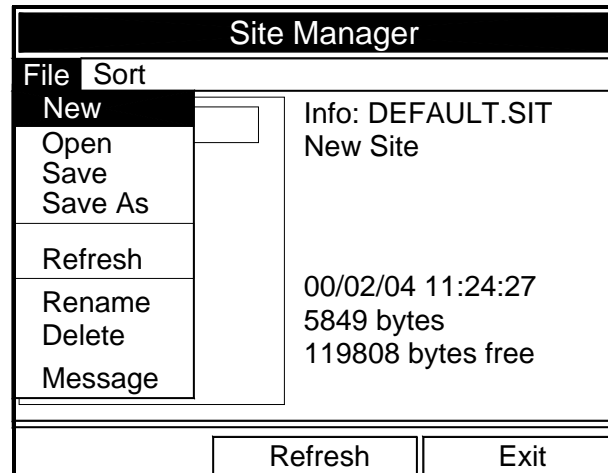 Site Manager
File Sort
New
Open
Save
Save As
Refresh
Rename
Delete
Message
Info: DEFAULT.SIT
New Site
00/02/04 11:24:27
5849 bytes
119808 bytes free
Refresh
Exit